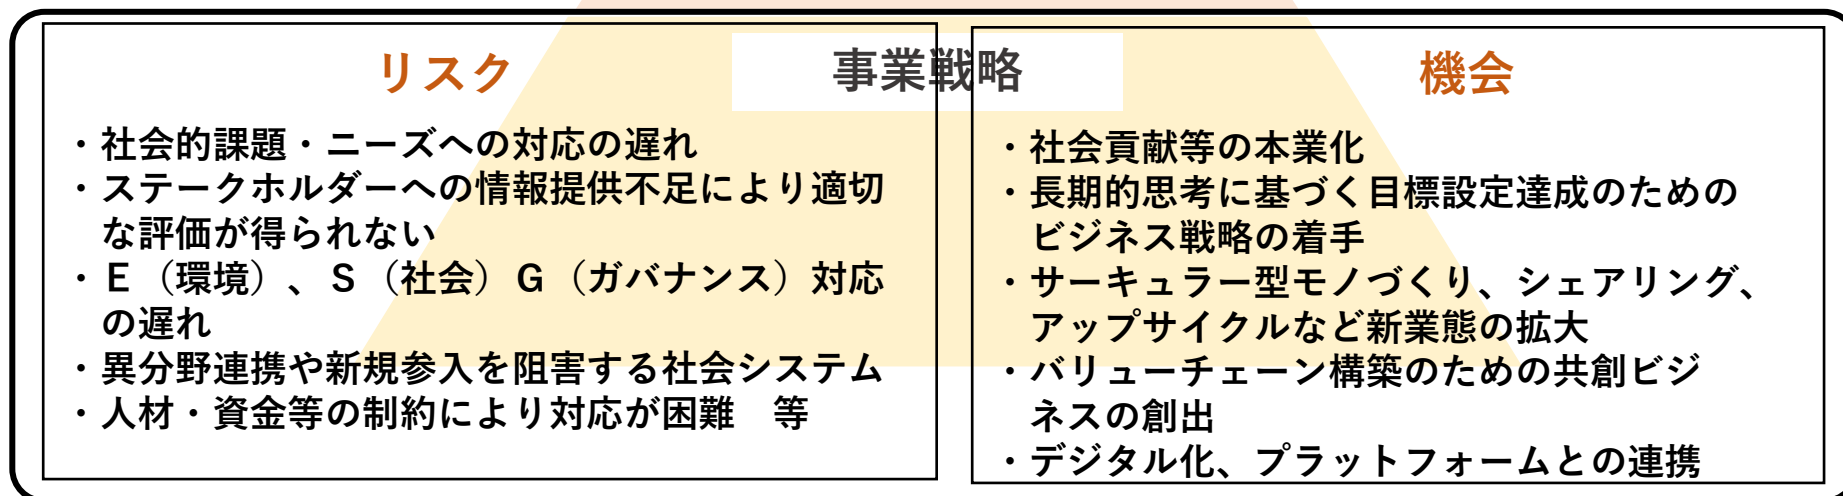 事業戦略
リスク
・社会的課題・ニーズへの対応の遅れ
・ステークホルダーへの情報提供不足により適切
な評価が得られない
・Ｅ（環境）、Ｓ（社会）Ｇ（ガバナンス）対応
の遅れ
・異分野連携や新規参入を阻害する社会システム
・人材・資金等の制約により対応が困難　等
機会
・社会貢献等の本業化
・長期的思考に基づく目標設定達成のための
ビジネス戦略の着手
・サーキュラー型モノづくり、シェアリング、
アップサイクルなど新業態の拡大
・バリューチェーン構築のための共創ビジ
ネスの創出
・デジタル化、プラットフォームとの連携